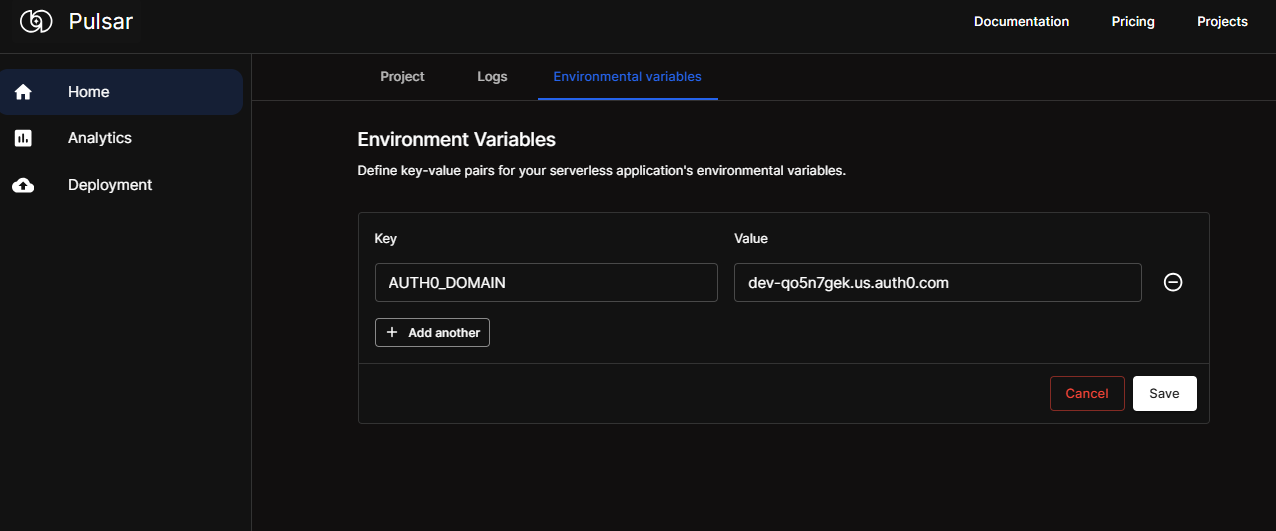 Pulsar
Documentation Pricing Projects
Home
Analytics
Deployment
Project Logs Environmental variables
Environment Variables
Define key-value pairs for your serverless application's environmental variables.
Key Value
AUTH0_DOMAIN dev-qo5n7gek.us.auth0.com
+ Add another
Cancel Save